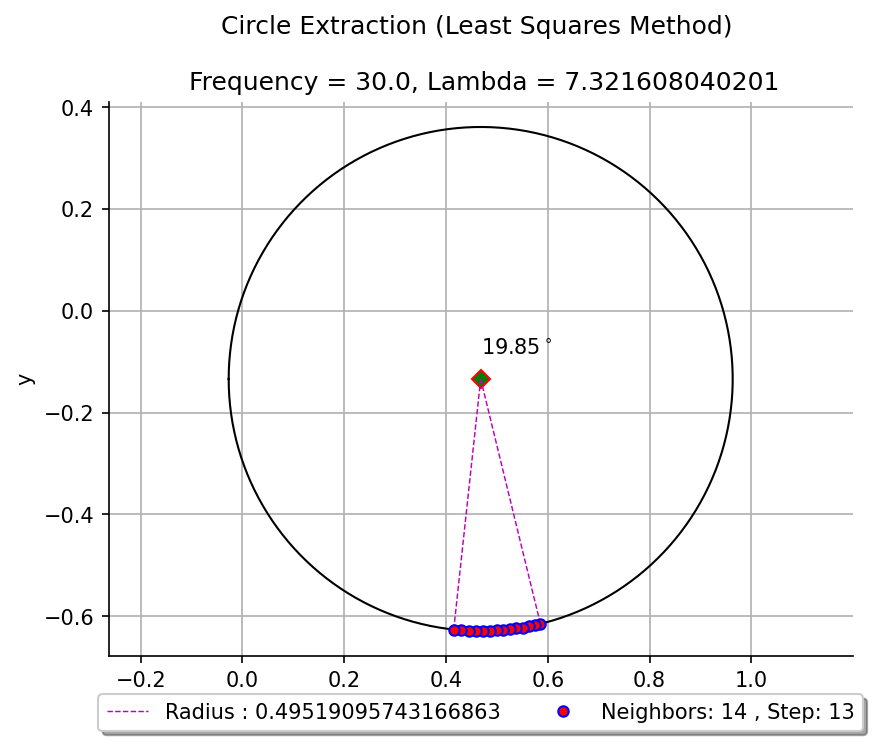 Circle Extraction (Least Squares Method)
Frequency = 30.0, Lambda = 7.321608040201
0.4
0.2
0.0
−0.2
−0.4
−0.6
y
19.85°
−0.2 0.0 0.2 0.4 0.6 0.8 1.0
Radius : 0.49519095743166863 Neighbors: 14 , Step: 13